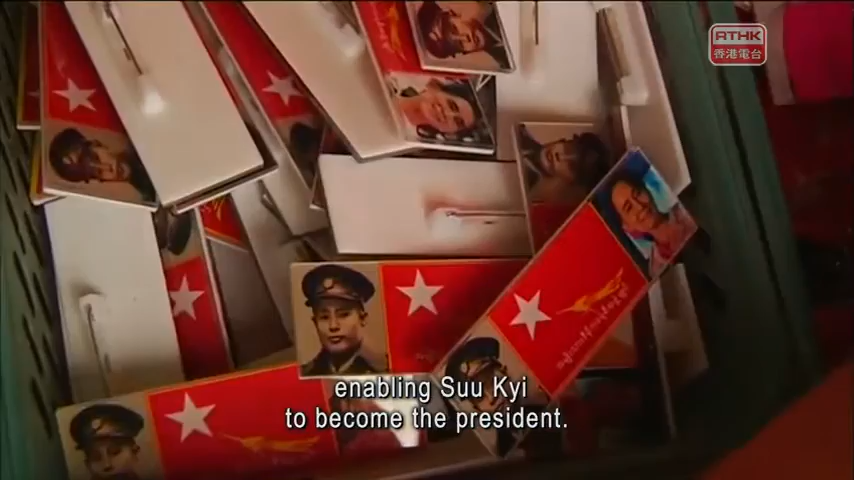 RTHK
香港電台
enabling Suu Kyi
to become the president.